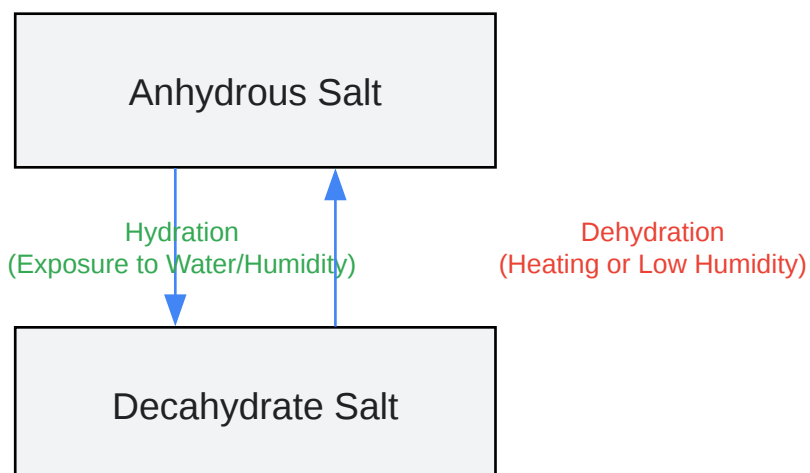 Anhydrous Salt
Hydration
(Exposure to Water/Humidity)
Dehydration
(Heating or Low Humidity)
Decahydrate Salt